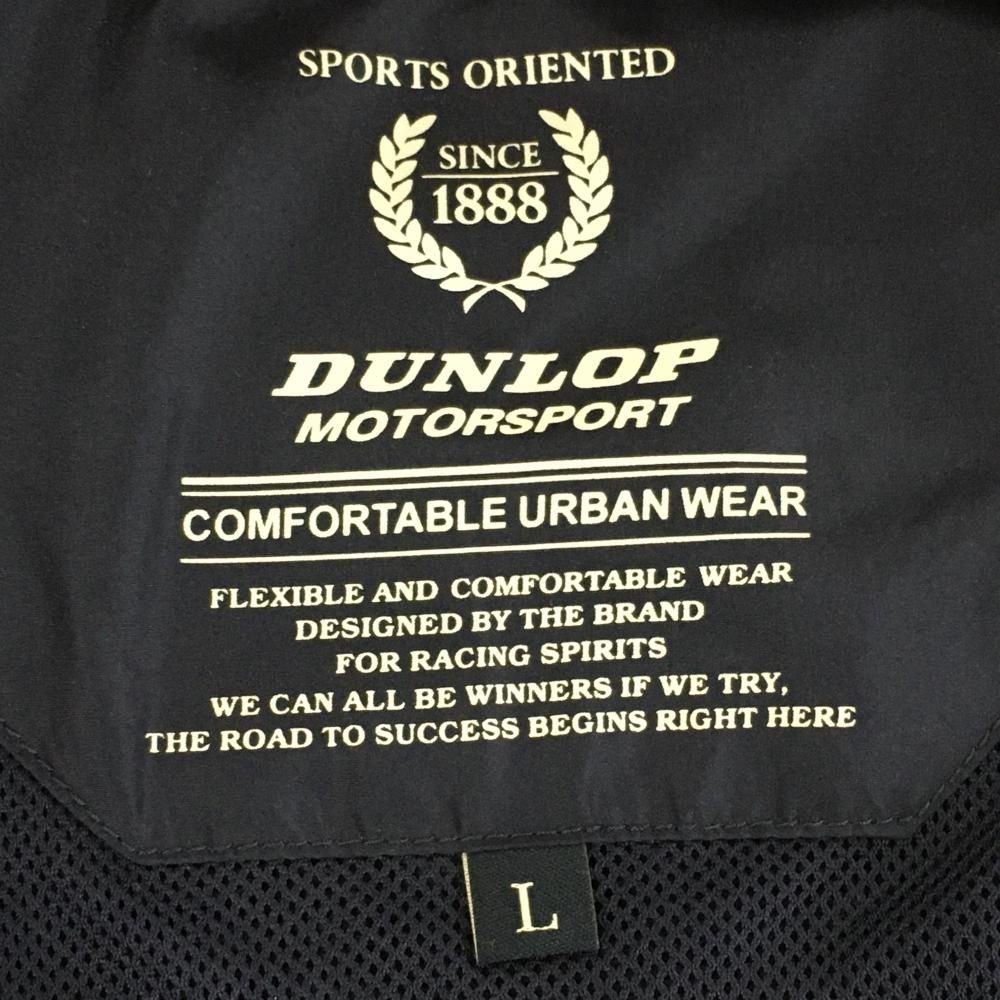 SPORTS ORIENTED
SINCE
1888
DUNLOP
MOTORSPORT
COMFORTABLE URBAN WEAR
FLEXIBLE AND COMFORTABLE WEAR
DESIGNED BY THE BRAND
FOR RACING SPIRITS
WE CAN ALL BE WINNERS IF WE TRY,
THE ROAD TO SUCCESS BEGINS RIGHT HERE
L